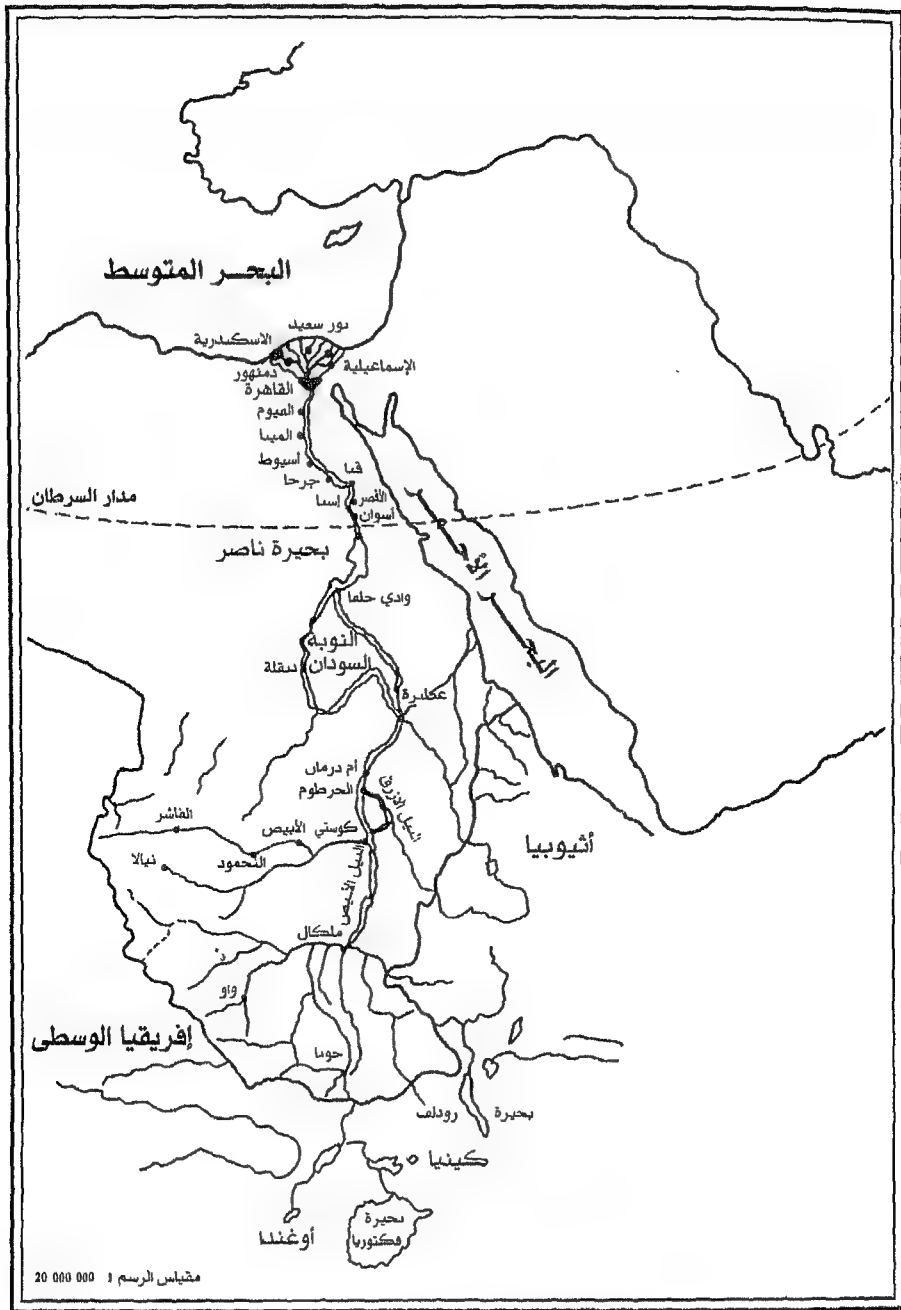 البحر المتوسط
بور سعيد
الاسكندرية
الإسماعيلية
دمنهور
القاهرة
الفيوم
المنيا
أسيوط
قنا
جرجا
الأقصر
إسنا
أسوان
مدار السرطان
بحيرة ناصر
البحر الأحمر
وادي حلفا
النوبة
السودان
دنقلة
عطبرة
أم درمان
الخرطوم
النيل الازرق
الفاشر
كوستي الأبيض
أثيوبيا
نيالا
النحمود
النيل الأبيض
ملكال
واو
إفريقيا الوسطى
جوبا
بحيرة رودلف
كينيا
بحيرة
فكتوريا
أوغندا
مقياس الرسم 1 20 000 000